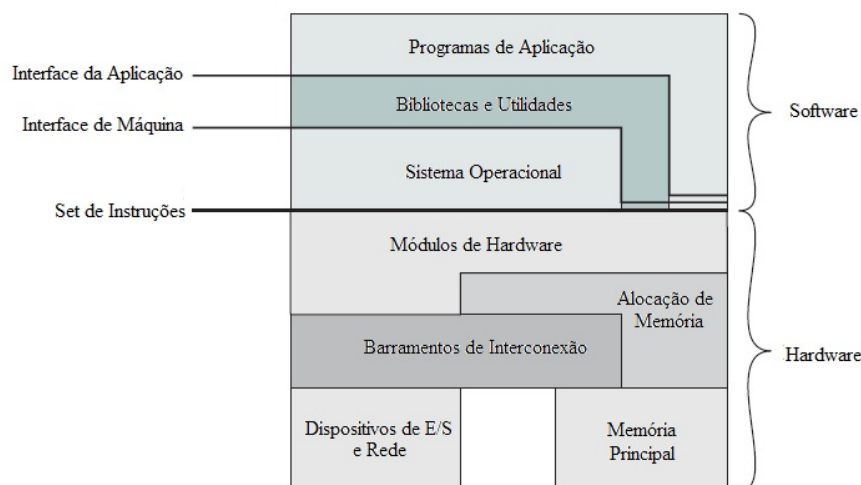 Programas de Aplicação
Interface da Aplicação
Bibliotecas e Utilidades
Software
Interface de Máquina
Sistema Operacional
Set de Instruções
Módulos de Hardware
Alocação de
Memória
Barramentos de Interconexão
Hardware
Dispositivos de E/S
e Rede
Memória
Principal